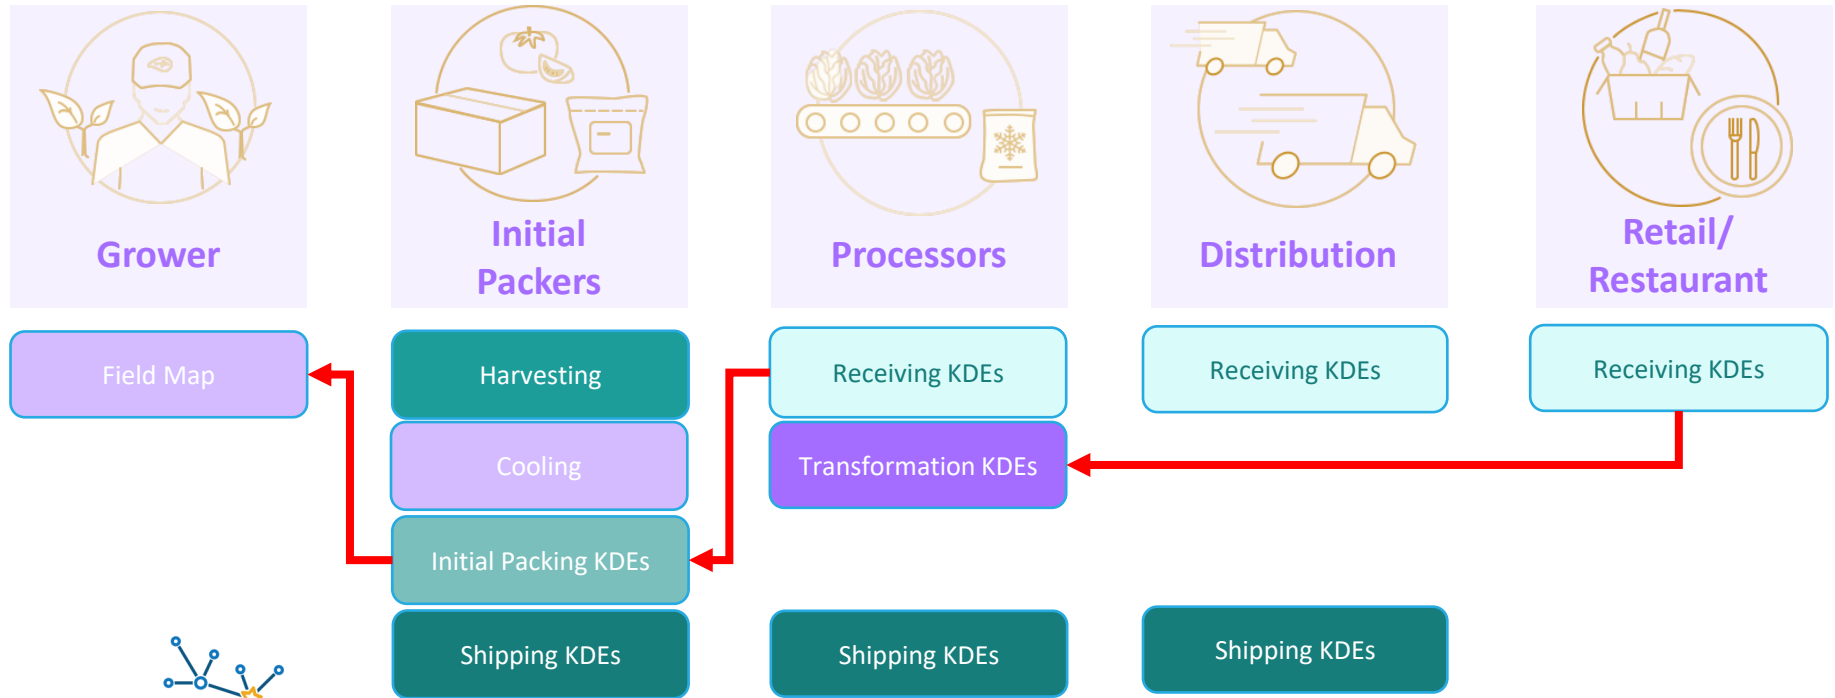 Grower
Initial
Packers
Processors
Distribution
Retail/
Restaurant
Field Map
Harvesting
Receiving KDEs
Receiving KDEs
Receiving KDEs
Cooling
Transformation KDEs
Initial Packing KDEs
Shipping KDEs
Shipping KDEs
Shipping KDEs